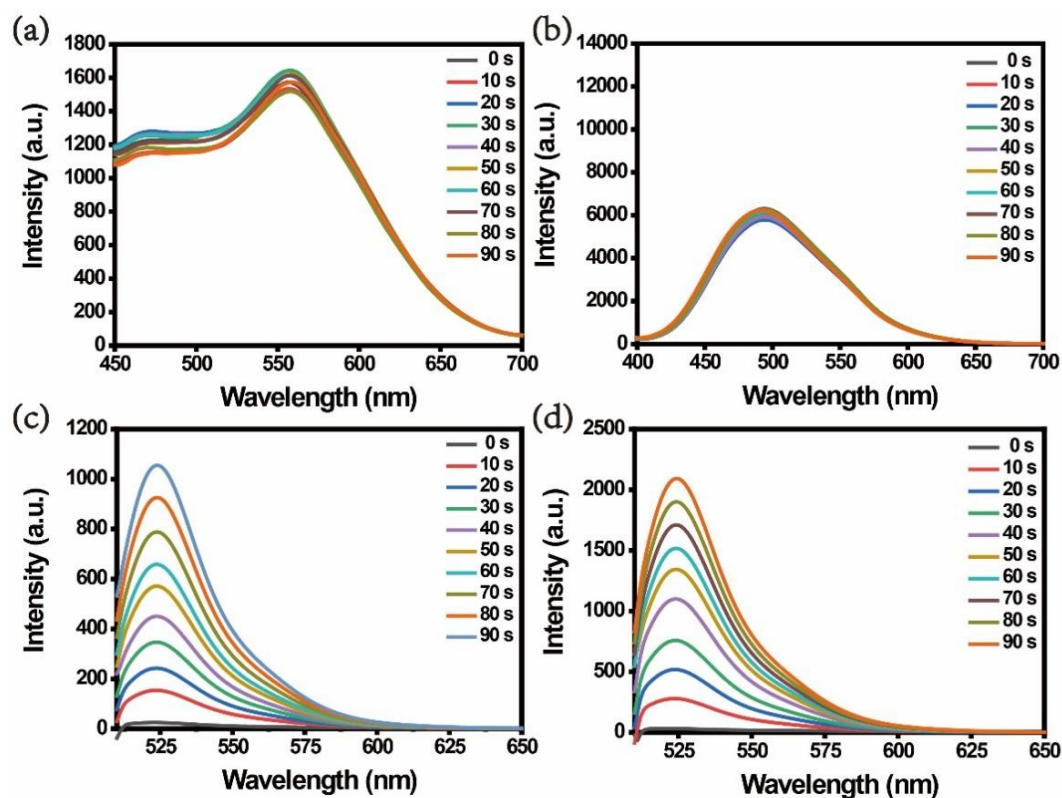 (a)
1800
1600
1400
1200
1000
800
600
400
200
0
Intensity (a.u.)
450 500 550 600 650 700
Wavelength (nm)
0 s
10 s
20 s
30 s
40 s
50 s
60 s
70 s
80 s
90 s
(b)
14000
12000
10000
8000
6000
4000
2000
0
Intensity (a.u.)
400 450 500 550 600 650 700
Wavelength (nm)
0 s
10 s
20 s
30 s
40 s
50 s
60 s
70 s
80 s
90 s
(c)
1200
1000
800
600
400
200
0
Intensity (a.u.)
525 550 575 600 625 650
Wavelength (nm)
0 s
10 s
20 s
30 s
40 s
50 s
60 s
70 s
80 s
90 s
(d)
2500
2000
1500
1000
500
0
Intensity (a.u.)
525 550 575 600 625 650
Wavelength (nm)
0 s
10 s
20 s
30 s
40 s
50 s
60 s
70 s
80 s
90 s